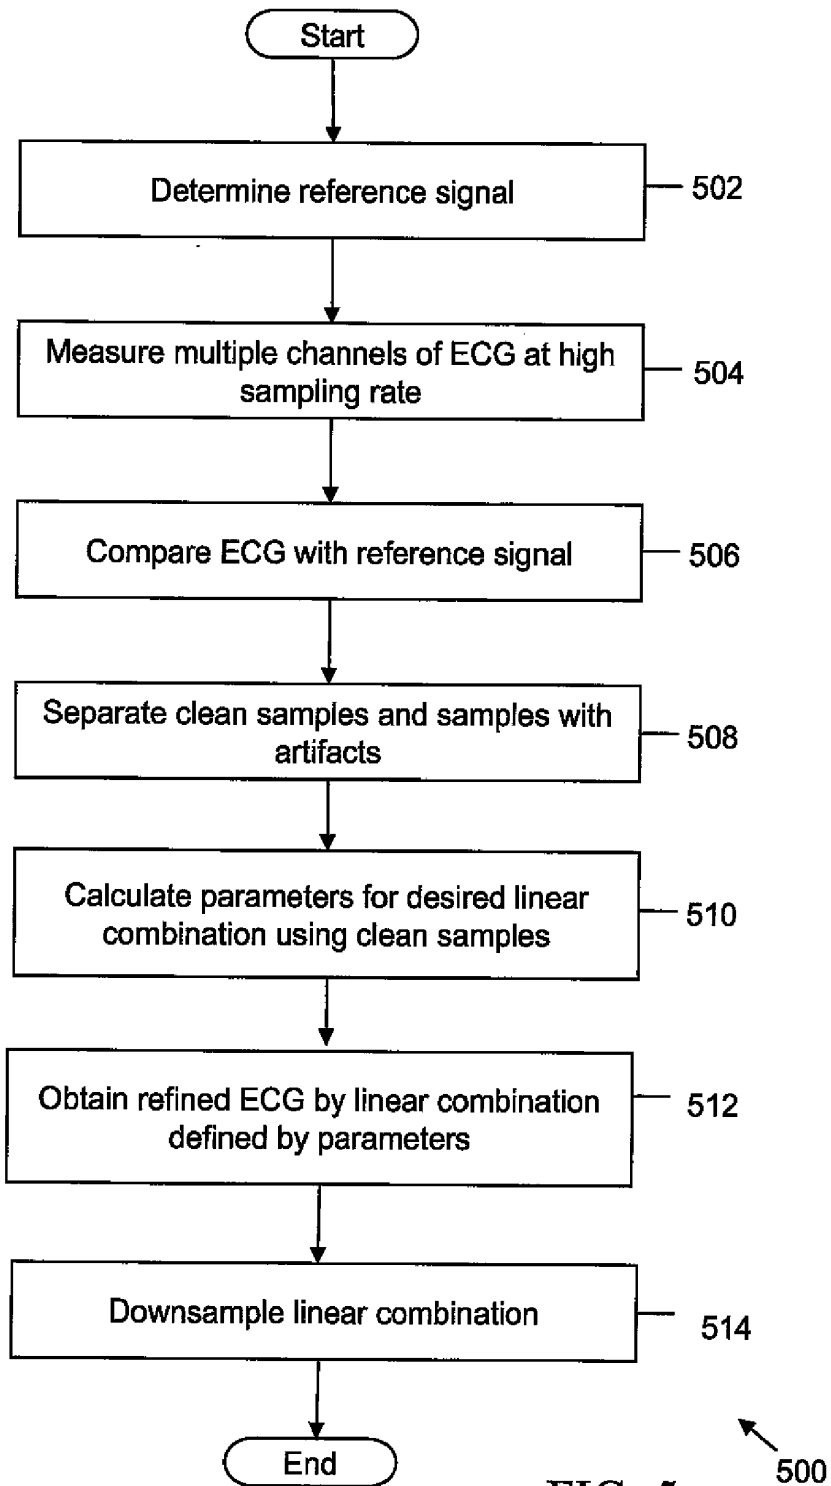 Start
Determine reference signal
502
Measure multiple channels of ECG at high
sampling rate
504
Compare ECG with reference signal
506
Separate clean samples and samples with
artifacts
508
Calculate parameters for desired linear
combination using clean samples
510
Obtain refined ECG by linear combination
defined by parameters
512
Downsample linear combination
514
End
500